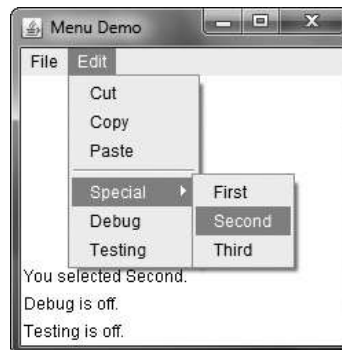 Menu Demo
File Edit
Cut
Copy
Paste
Special First
Debug Second
Testing Third
You selected Second.
Debug is off.
Testing is off.